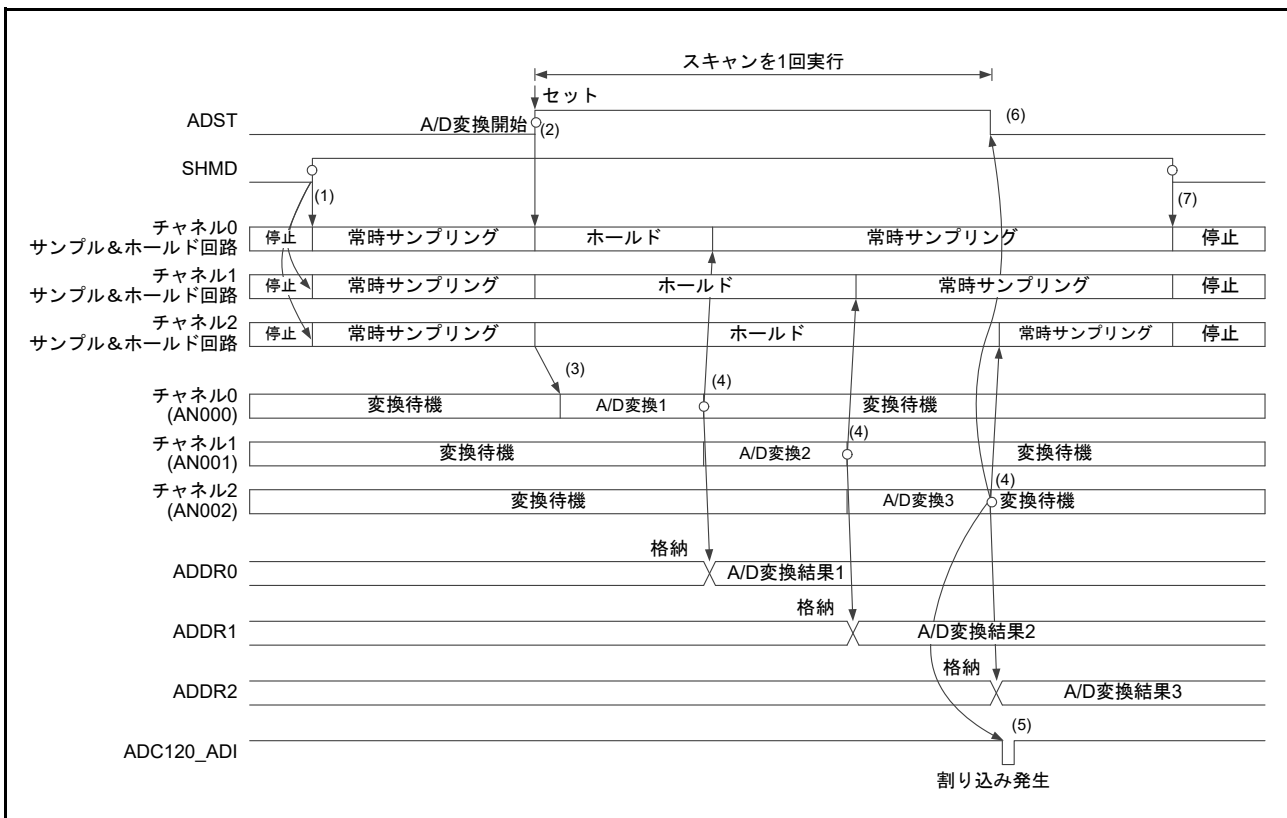 スキャンを1回実行
セット
ADST
A/D変換開始
(2)
(6)
SHMD
(1)
(7)
チャネル0
サンプル＆ホールド回路
停止
常時サンプリング
ホールド
常時サンプリング
停止
チャネル1
サンプル＆ホールド回路
停止
常時サンプリング
ホールド
常時サンプリング
停止
チャネル2
サンプル＆ホールド回路
停止
常時サンプリング
ホールド
常時サンプリング
停止
(3)
(4)
チャネル0
(AN000)
変換待機
A/D変換1
変換待機
(4)
チャネル1
(AN001)
変換待機
A/D変換2
変換待機
(4)
チャネル2
(AN002)
変換待機
A/D変換3
変換待機
格納
ADDR0
A/D変換結果1
格納
ADDR1
A/D変換結果2
格納
ADDR2
A/D変換結果3
(5)
ADC120_ADI
割り込み発生